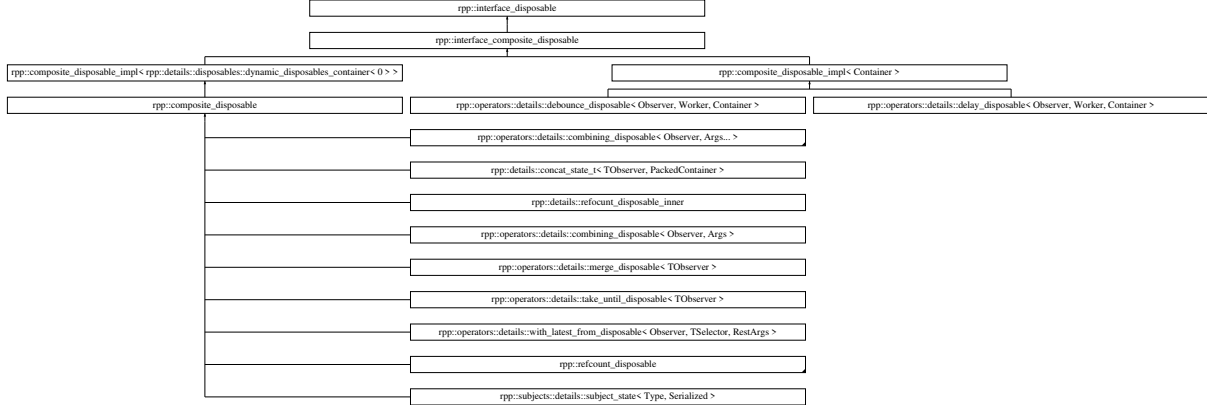 rpp::interface_disposable
rpp::interface_composite_disposable
rpp::composite_disposable_impl< rpp::details::disposables::dynamic_disposables_container< 0 > >
rpp::composite_disposable_impl< Container >
rpp::composite_disposable
rpp::operators::details::debounce_disposable< Observer, Worker, Container >
rpp::operators::details::delay_disposable< Observer, Worker, Container >
rpp::operators::details::combining_disposable< Observer, Args... >
rpp::details::concat_state_t< TObserver, PackedContainer >
rpp::details::refocunt_disposable_inner
rpp::operators::details::combining_disposable< Observer, Args >
rpp::operators::details::merge_disposable< TObserver >
rpp::operators::details::take_until_disposable< TObserver >
rpp::operators::details::with_latest_from_disposable< Observer, TSelector, RestArgs >
rpp::refcount_disposable
rpp::subjects::details::subject_state< Type, Serialized >